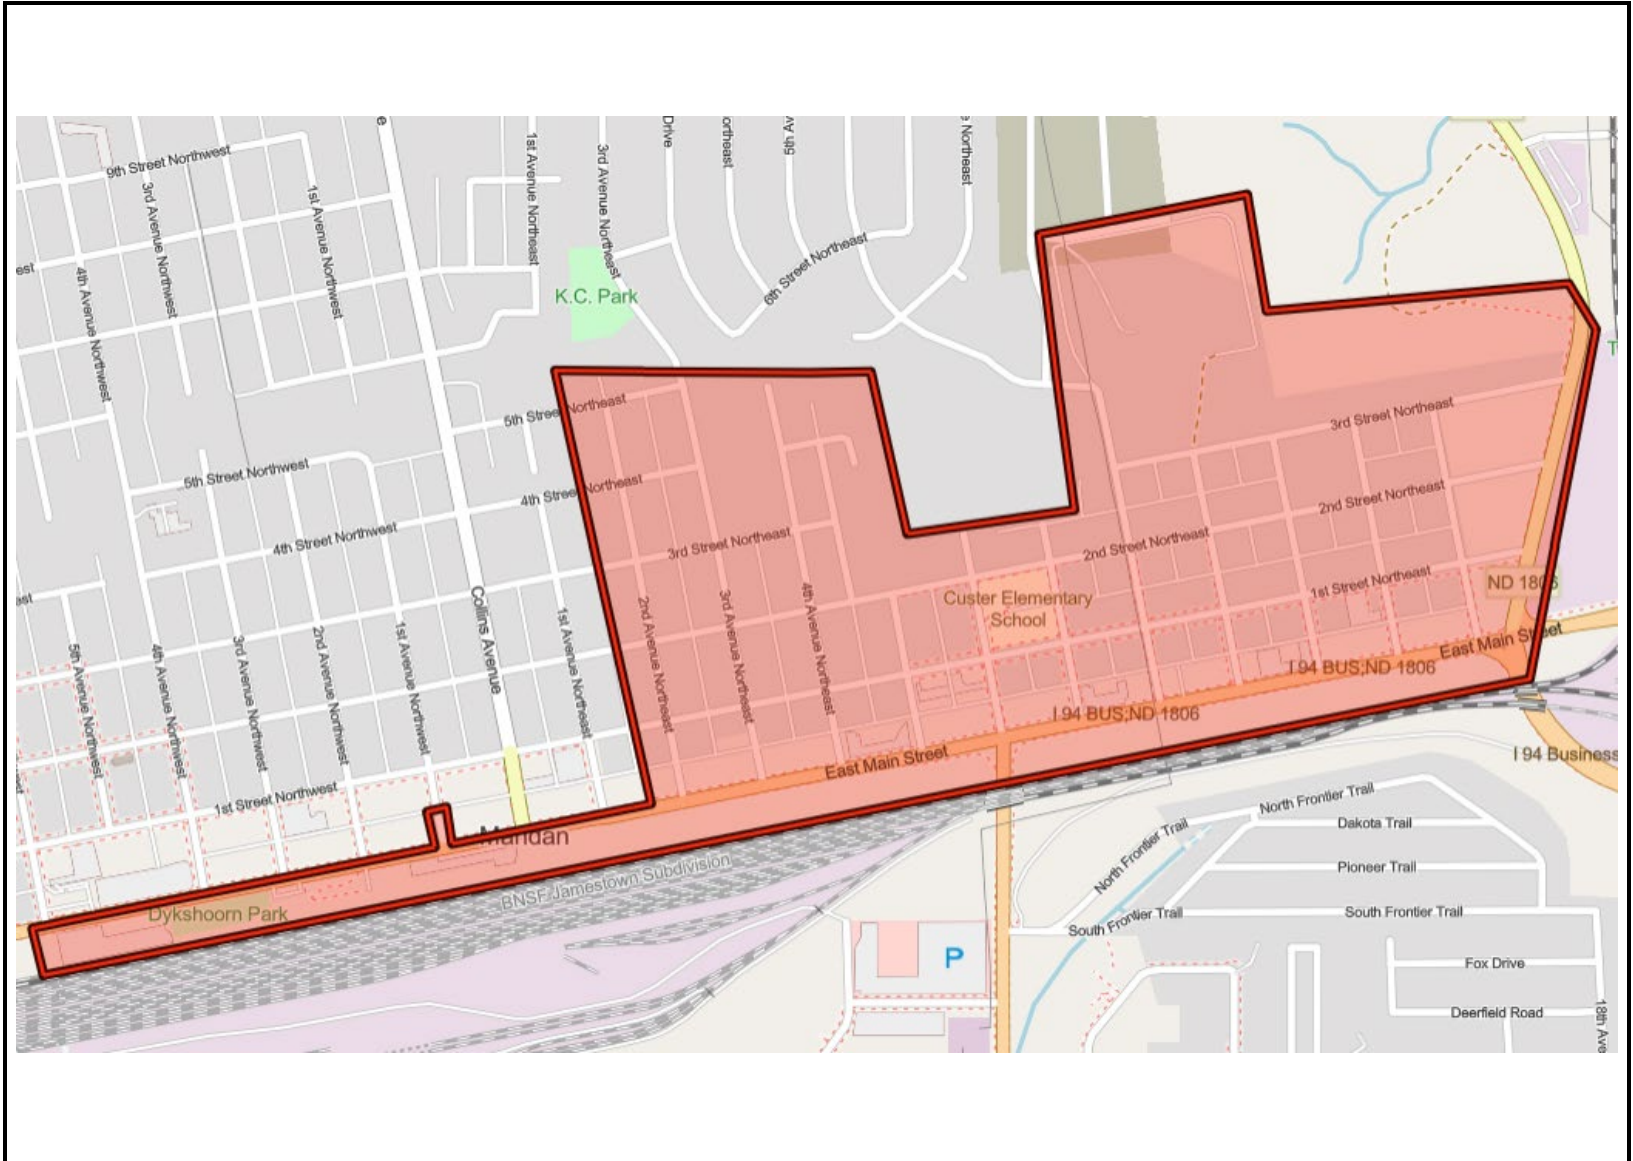 e
9th Street Northwest
3rd Avenue Northwest
1st Avenue Northwest
1st Avenue Northeast
3rd Avenue Northeast
Drive
ortheast
5th Av
e Northeast
est
4th Avenue Northwest
K.C. Park
6th Street Northeast
T
5th Street Northeast
3rd Street Northeast
5th Street Northwest
4th Street Northeast
2nd Street Northeast
4th Street Northwest
3rd Street Northeast
2nd Street Northeast
1st Street Northeast
ND 1806
est
Collins Avenue
Custer Elementary
School
5th Avenue Northwest
4th Avenue Northwest
3rd Avenue Northwest
2nd Avenue Northwest
1st Avenue Northwest
1st Avenue Northeast
2nd Avenue Northeast
3rd Avenue Northeast
4th Avenue Northeast
East Main Street
I 94 BUS;ND 1806
I 94 BUS;ND 1806
I 94 Business
East Main Street
1st Street Northwest
Mandan
North Frontier Trail
North Frontier Trail
Dakota Trail
BNSF Jamestown Subdivision
Pioneer Trail
Dykshoorn Park
South Frontier Trail
South Frontier Trail
P
Fox Drive
Deerfield Road
18th Ave